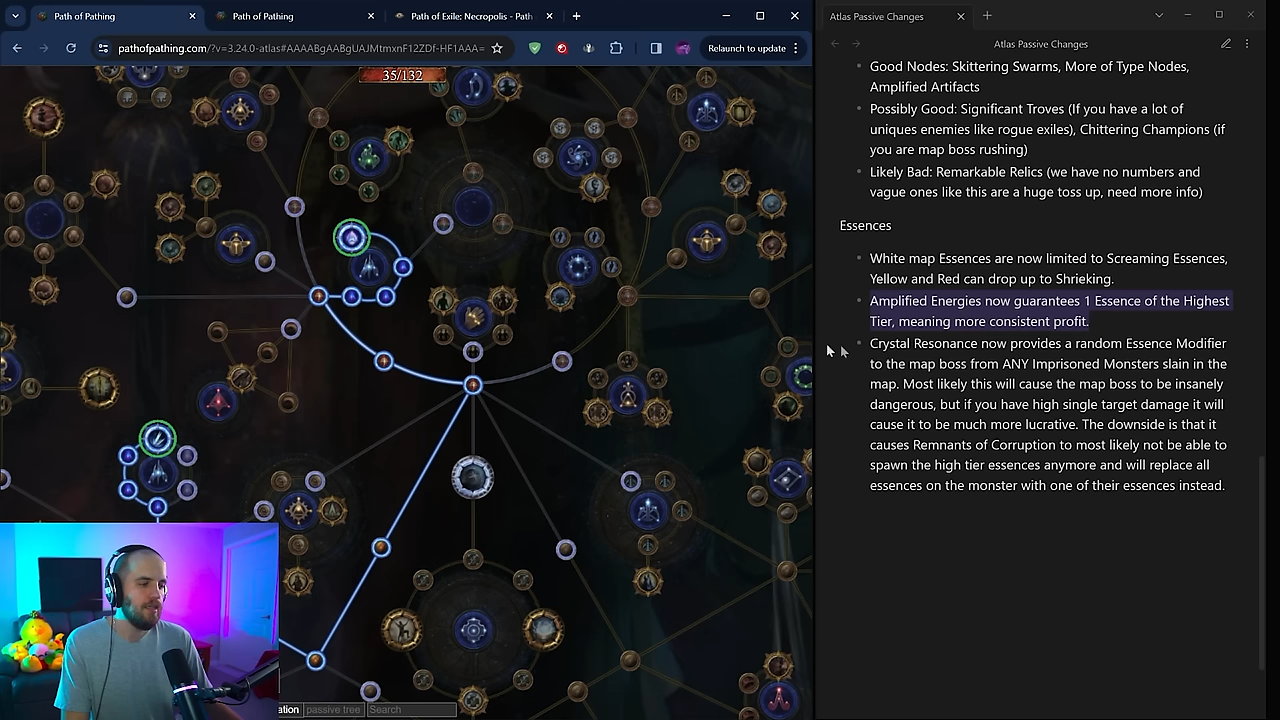 Path of Pathing
Path of Pathing
Path of Exile: Necropolis - Path
pathofpathing.com/?v=3.24.0-atlas#AAAABgAABgUAJMtmxnF12ZDf-HF1AAA=
Relaunch to update
35/132
ation
passive tree
Search
Atlas Passive Changes
Atlas Passive Changes
Good Nodes: Skittering Swarms, More of Type Nodes,
Amplified Artifacts
Possibly Good: Significant Troves (If you have a lot of
uniques enemies like rogue exiles), Chittering Champions (if
you are map boss rushing)
Likely Bad: Remarkable Relics (we have no numbers and
vague ones like this are a huge toss up, need more info)
Essences
White map Essences are now limited to Screaming Essences,
Yellow and Red can drop up to Shrieking.
Amplified Energies now guarantees 1 Essence of the Highest
Tier, meaning more consistent profit.
Crystal Resonance now provides a random Essence Modifier
to the map boss from ANY Imprisoned Monsters slain in the
map. Most likely this will cause the map boss to be insanely
dangerous, but if you have high single target damage it will
cause it to be much more lucrative. The downside is that it
causes Remnants of Corruption to most likely not be able to
spawn the high tier essences anymore and will replace all
essences on the monster with one of their essences instead.